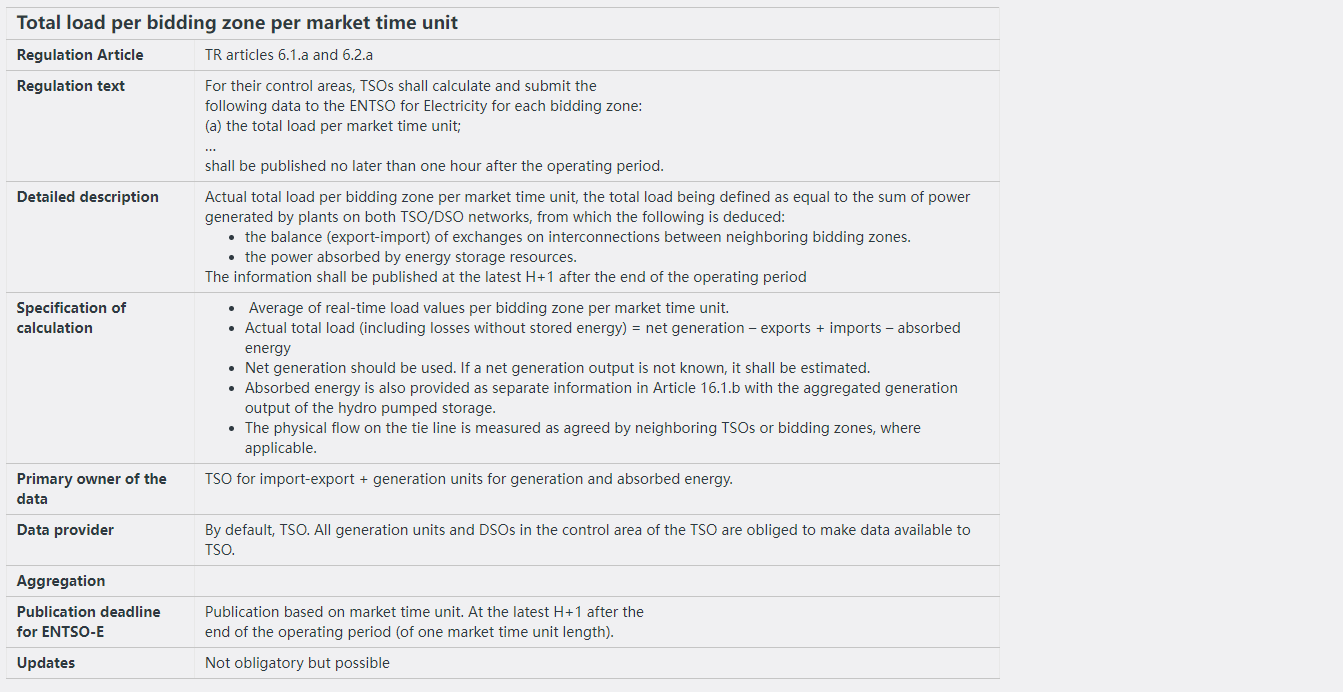 Total load per bidding zone per market time unit
Regulation Article
TR articles 6.1.a and 6.2.a
Regulation text
For their control areas, TSOs shall calculate and submit the
following data to the ENTSO for Electricity for each bidding zone:
(a) the total load per market time unit;
...
shall be published no later than one hour after the operating period.
Detailed description
Actual total load per bidding zone per market time unit, the total load being defined as equal to the sum of power
generated by plants on both TSO/DSO networks, from which the following is deduced:
• the balance (export-import) of exchanges on interconnections between neighboring bidding zones.
• the power absorbed by energy storage resources.
The information shall be published at the latest H+1 after the end of the operating period
Specification of
calculation
• Average of real-time load values per bidding zone per market time unit.
• Actual total load (including losses without stored energy) = net generation – exports + imports – absorbed
energy
• Net generation should be used. If a net generation output is not known, it shall be estimated.
• Absorbed energy is also provided as separate information in Article 16.1.b with the aggregated generation
output of the hydro pumped storage.
• The physical flow on the tie line is measured as agreed by neighboring TSOs or bidding zones, where
applicable.
Primary owner of the
data
TSO for import-export + generation units for generation and absorbed energy.
Data provider
By default, TSO. All generation units and DSOs in the control area of the TSO are obliged to make data available to
TSO.
Aggregation
Publication deadline
for ENTSO-E
Publication based on market time unit. At the latest H+1 after the
end of the operating period (of one market time unit length).
Updates
Not obligatory but possible